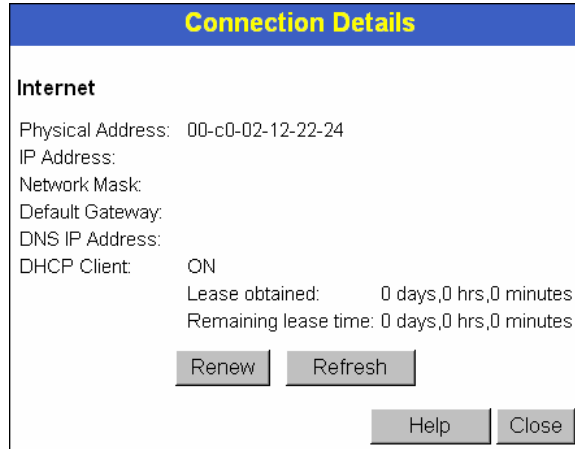 Connection Details
Internet
Physical Address: 00-c0-02-12-22-24
IP Address:
Network Mask:
Default Gateway:
DNS IP Address:
DHCP Client: ON
Lease obtained: 0 days,0 hrs,0 minutes
Remaining lease time: 0 days,0 hrs,0 minutes
Renew Refresh
Help Close